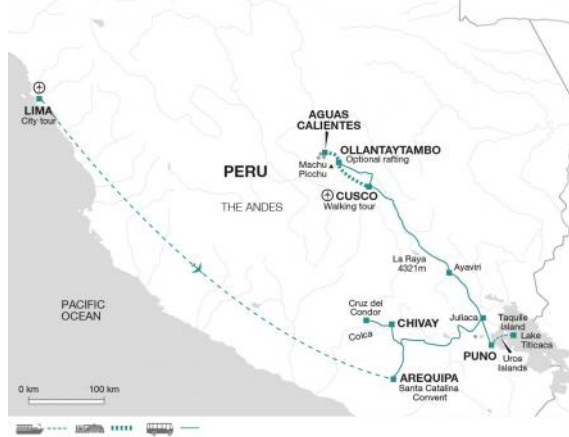 LIMA
City tour
AGUAS
CALIENTES
OLLANTAYTAMBO
Optional rafting
Machu
Picchu
PERU
CUSCO
Walking tour
THE ANDES
La Raya
4321m
Ayaviri
PACIFIC
OCEAN
Cruz del
Condor
CHIVAY
Colca
Juliaca
Taquile
Island
Lake
Titicaca
PUNO
Uros
Islands
AREQUIPA
Santa Catalina
Convent
0 km
100 km